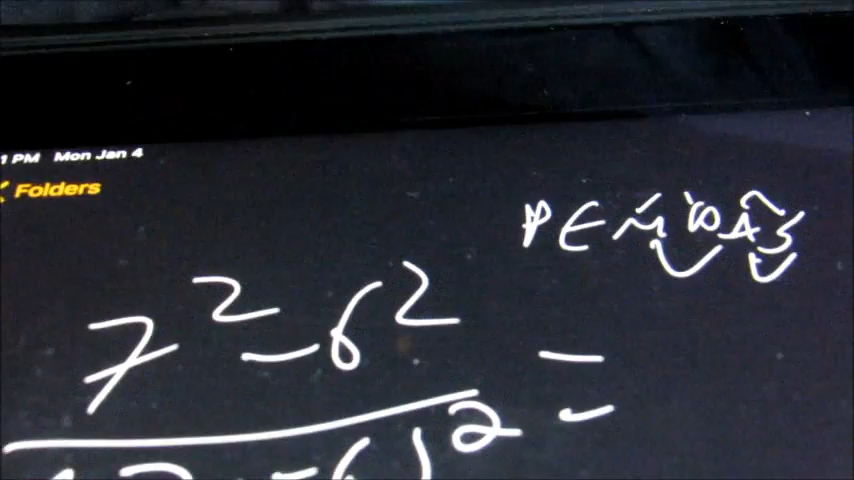 1 PM Mon Jan 4
Folders
PEMDAS
7² - 6² =